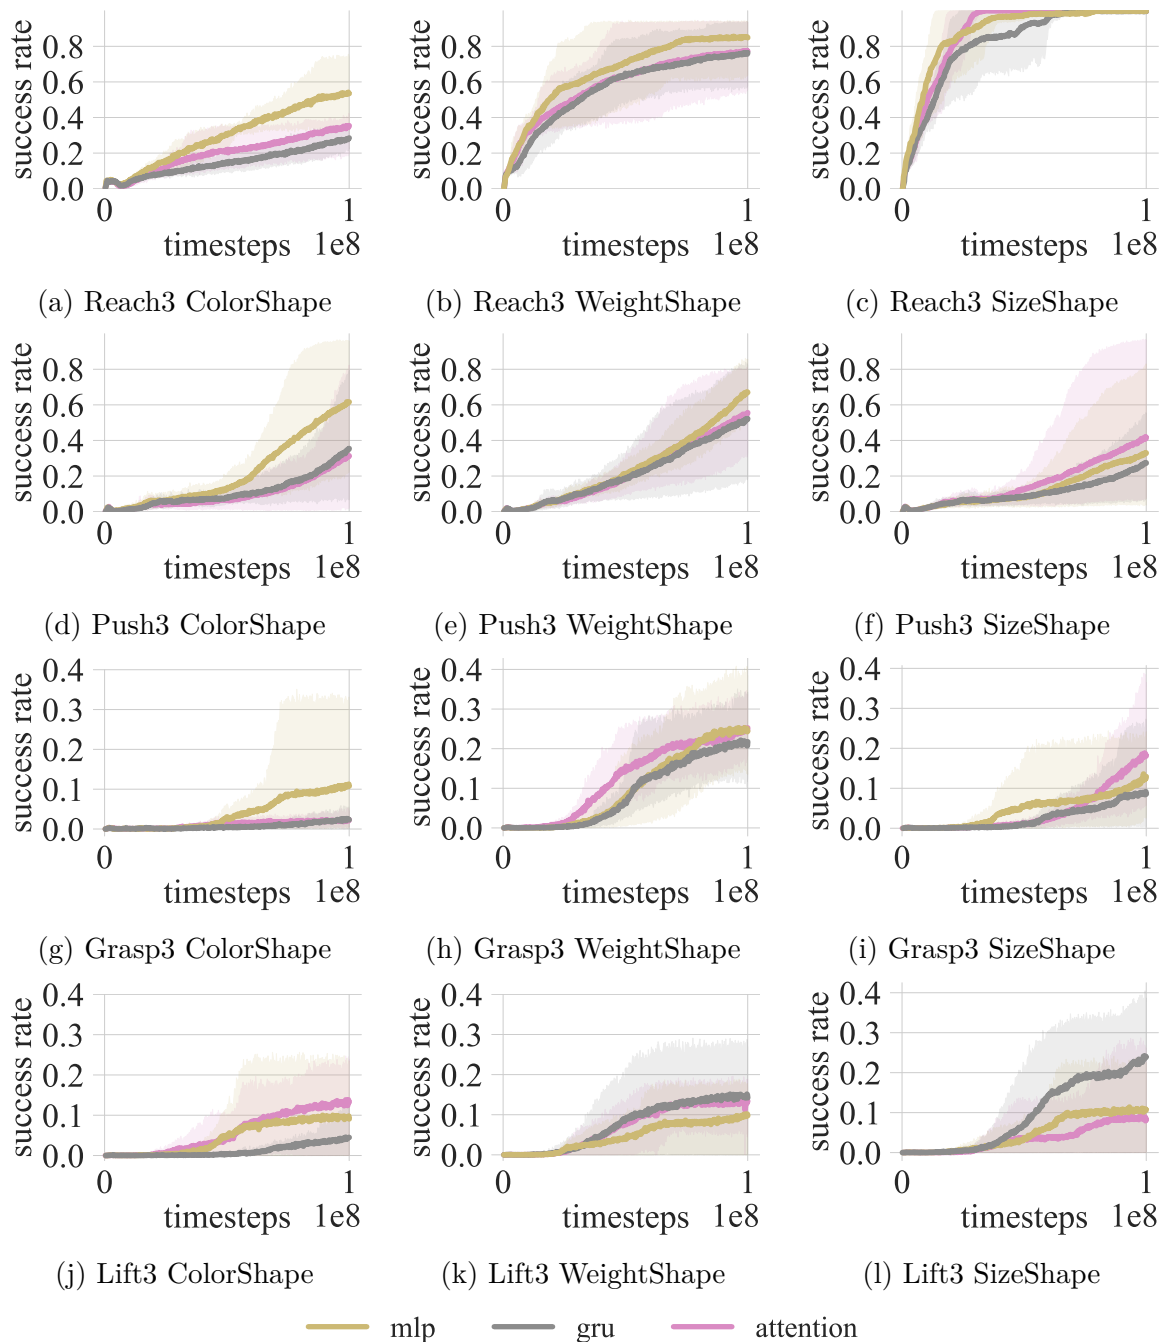 success rate
0.8
0.6
0.4
0.2
0.0
0 1
timesteps 1e8
(a) Reach3 ColorShape
success rate
0.8
0.6
0.4
0.2
0.0
0 1
timesteps 1e8
(b) Reach3 WeightShape
success rate
0.8
0.6
0.4
0.2
0.0
0 1
timesteps 1e8
(c) Reach3 SizeShape
success rate
0.8
0.6
0.4
0.2
0.0
0 1
timesteps 1e8
(d) Push3 ColorShape
success rate
0.8
0.6
0.4
0.2
0.0
0 1
timesteps 1e8
(e) Push3 WeightShape
success rate
0.8
0.6
0.4
0.2
0.0
0 1
timesteps 1e8
(f) Push3 SizeShape
success rate
0.4
0.3
0.2
0.1
0.0
0 1
timesteps 1e8
(g) Grasp3 ColorShape
success rate
0.4
0.3
0.2
0.1
0.0
0 1
timesteps 1e8
(h) Grasp3 WeightShape
success rate
0.4
0.3
0.2
0.1
0.0
0 1
timesteps 1e8
(i) Grasp3 SizeShape
success rate
0.4
0.3
0.2
0.1
0.0
0 1
timesteps 1e8
(j) Lift3 ColorShape
success rate
0.4
0.3
0.2
0.1
0.0
0 1
timesteps 1e8
(k) Lift3 WeightShape
success rate
0.4
0.3
0.2
0.1
0.0
0 1
timesteps 1e8
(l) Lift3 SizeShape
mlp gru attention